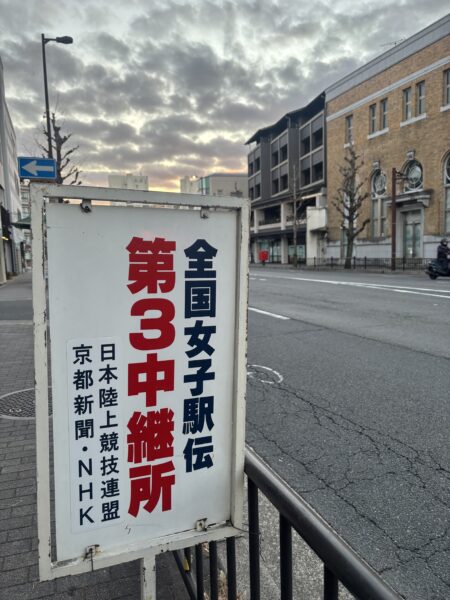 全国女子駅伝
第3中継所
日本陸上競技連盟
京都新聞・NHK